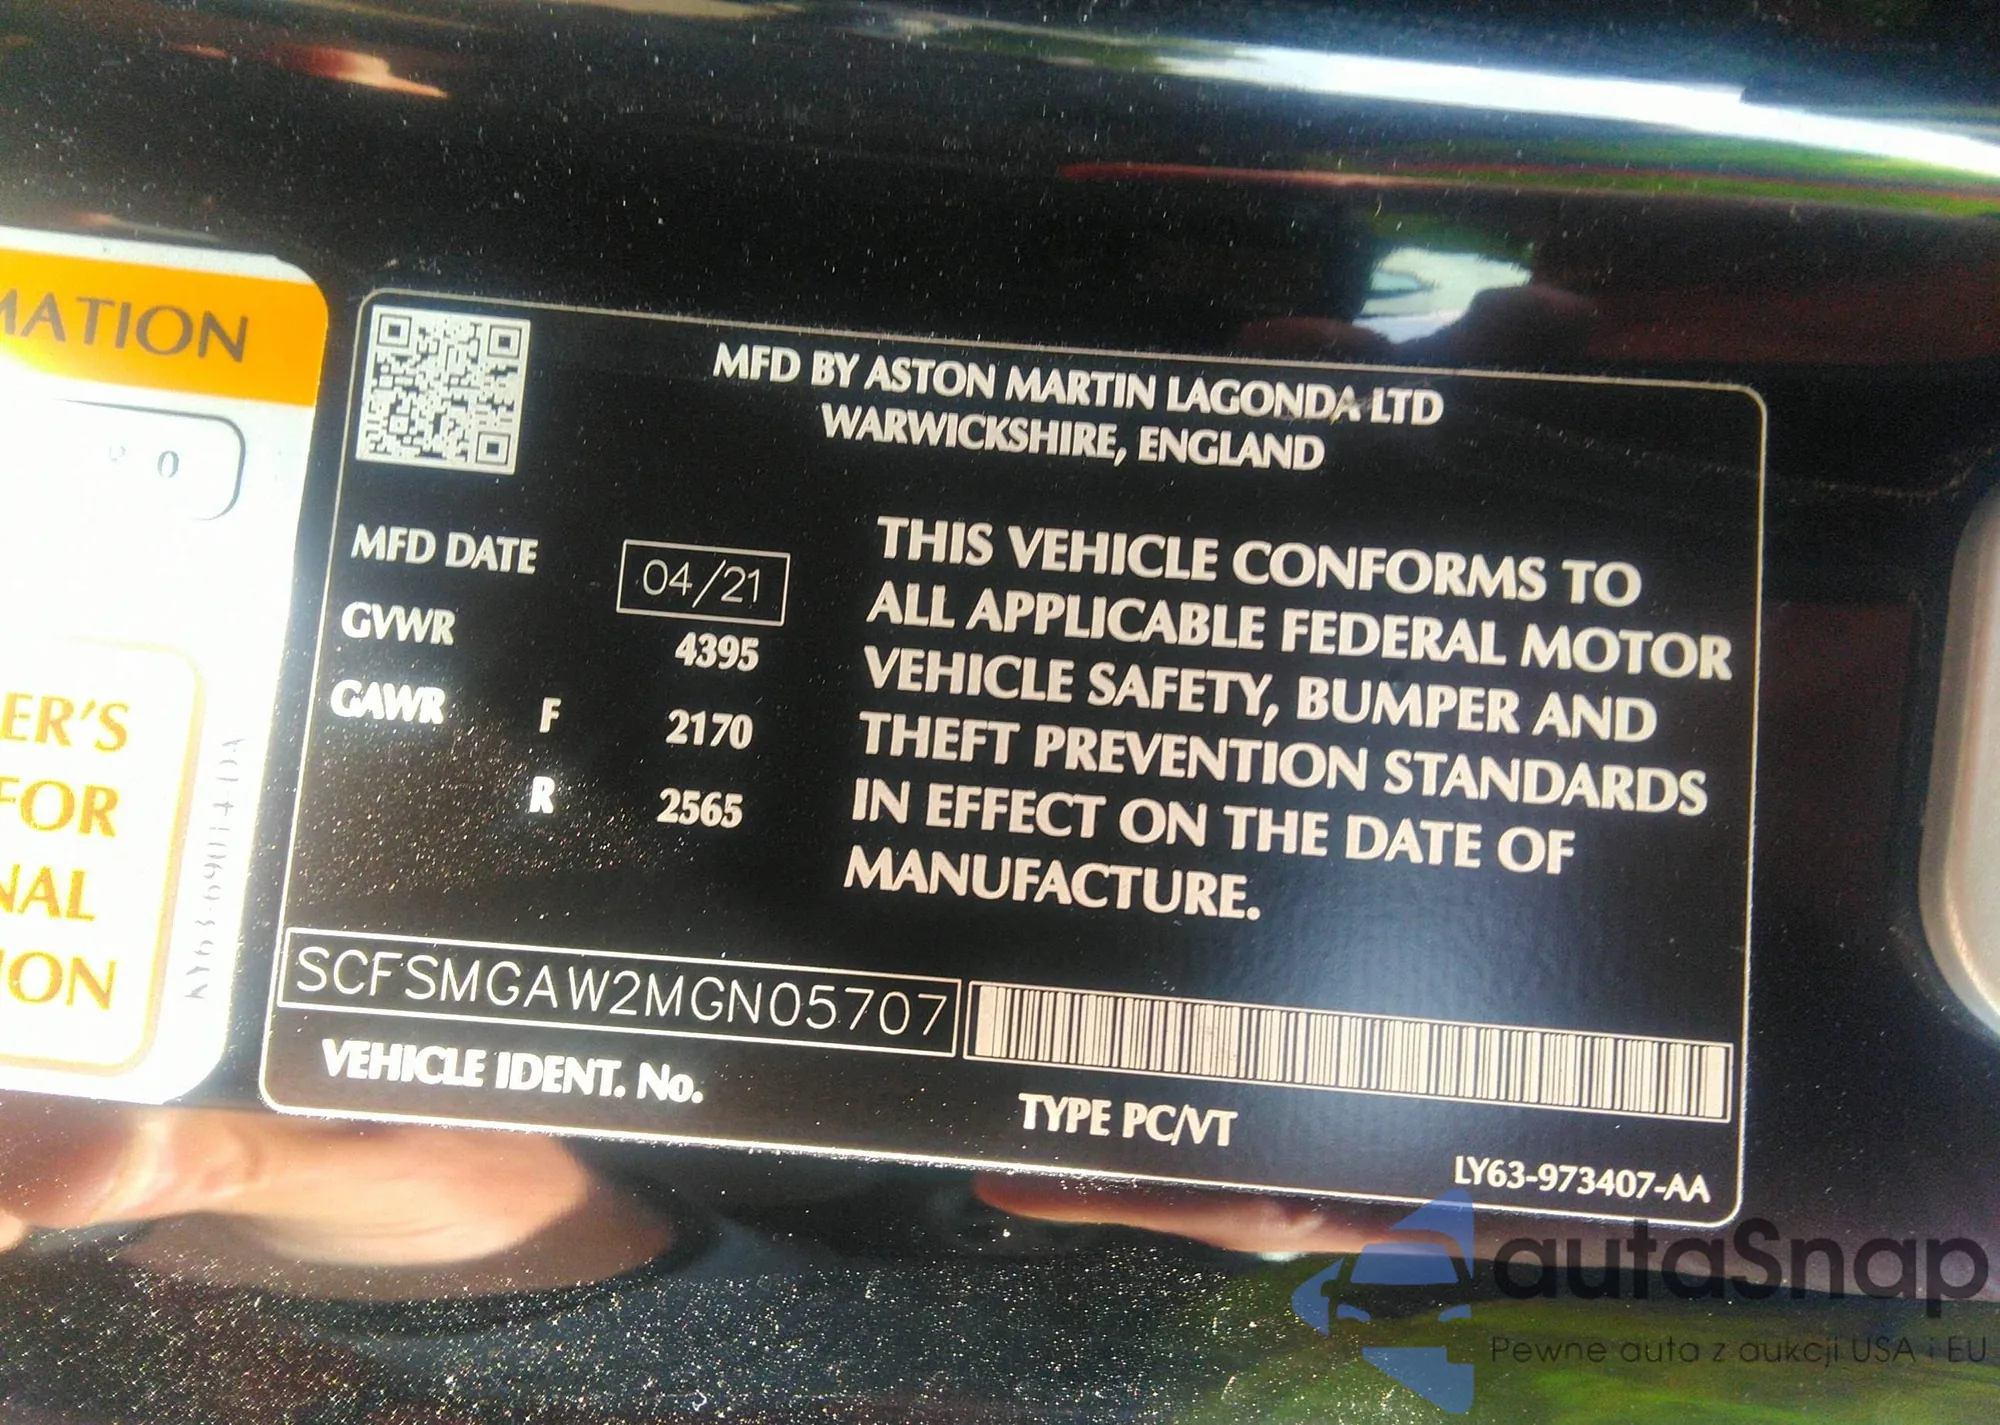 MATION
0
ER'S
FOR
NAL
ION
MFD BY ASTON MARTIN LAGONDA LTD
WARWICKSHIRE, ENGLAND
MFD DATE 04/21
GVWR 4395
GAWR F 2170
R 2565
THIS VEHICLE CONFORMS TO
ALL APPLICABLE FEDERAL MOTOR
VEHICLE SAFETY, BUMPER AND
THEFT PREVENTION STANDARDS
IN EFFECT ON THE DATE OF
MANUFACTURE.
SCFSMGAW2MGN05707
VEHICLE IDENT. No.
TYPE PC/VT
LY63-973407-AA
autaSnap
Pewne auta z aukcji USA i EU